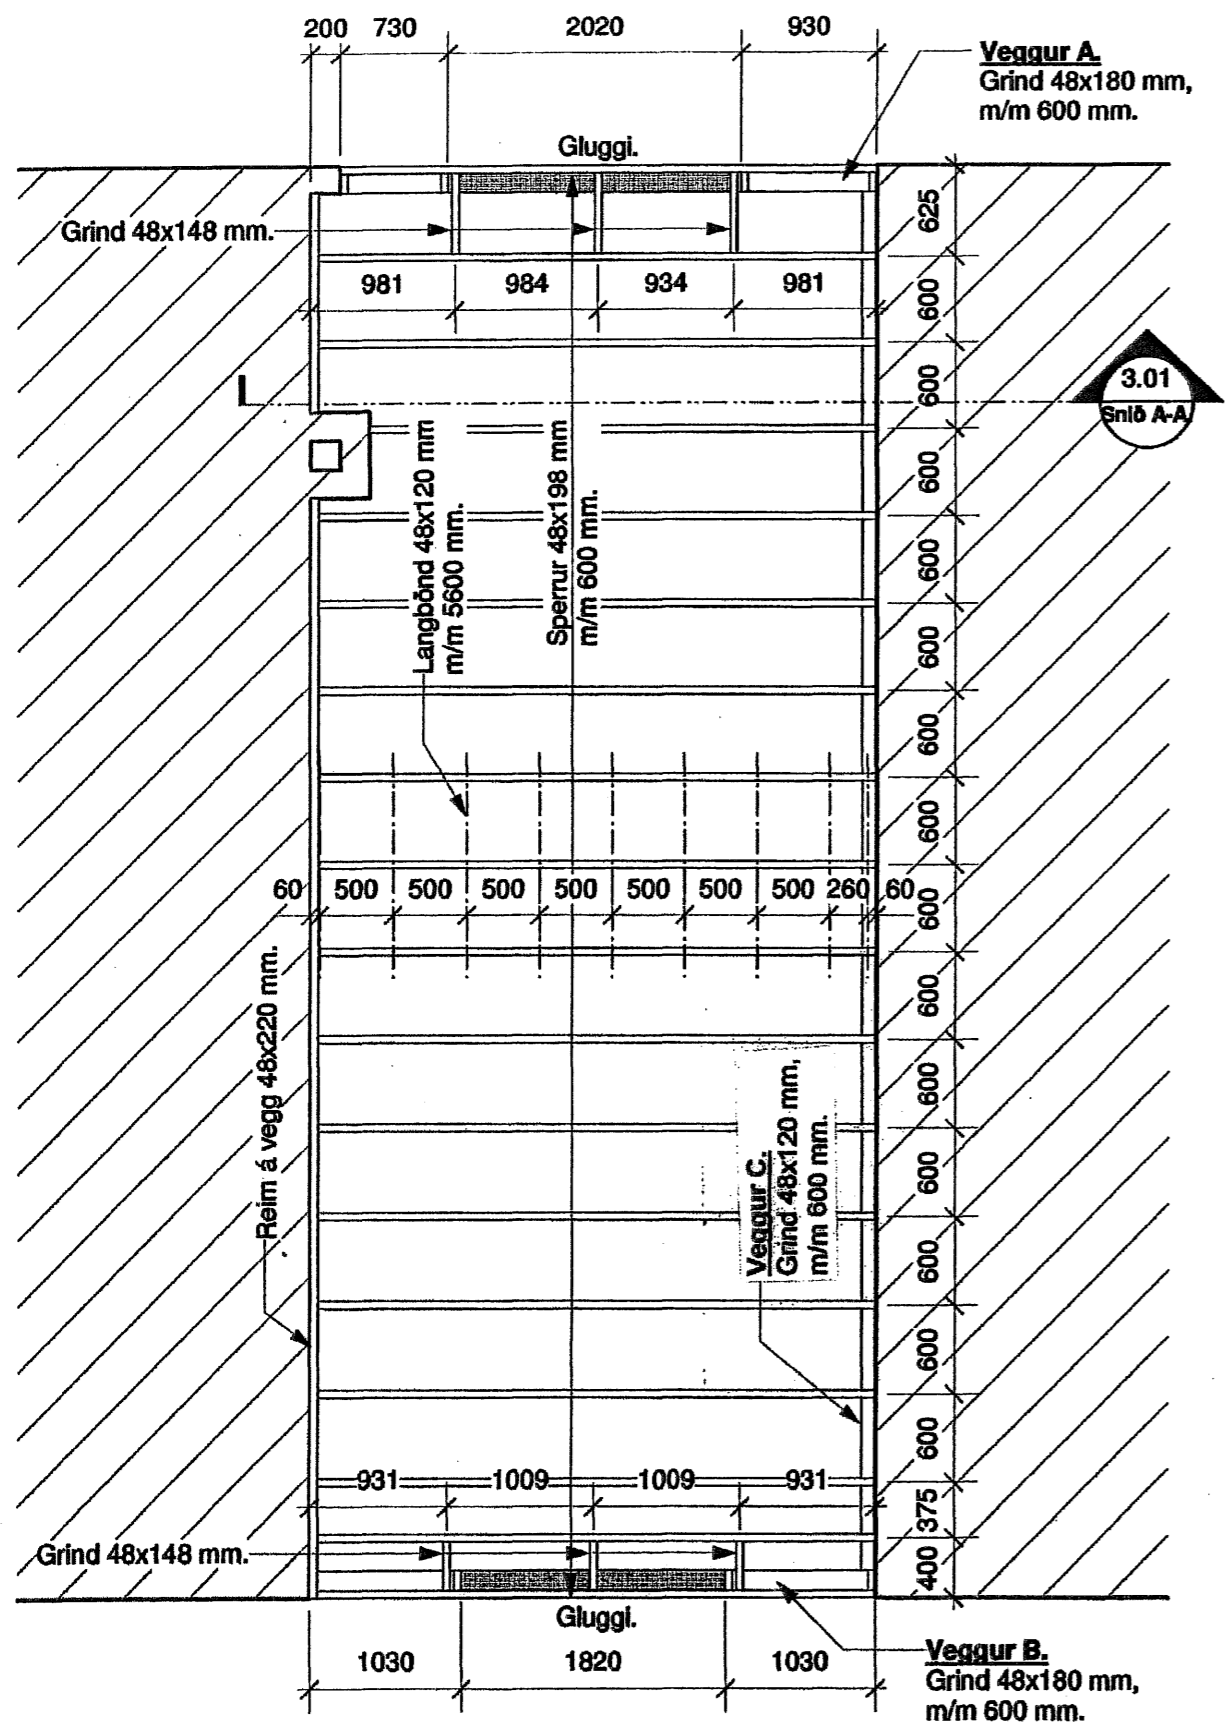 200 730 2020 930
Veggur A.
Grind 48x180 mm,
m/m 600 mm.
Gluggi.
625
Grind 48x148 mm.
981 984 934 981
600
600
3.01
Snið A-A
600
Langbönd 48x120 mm
m/m 5600 mm.
Sperrur 48x198 mm
m/m 600 mm.
600
600
600
600
60 500 500 500 500 500 500 500 260 60
600
Reim á vegg 48x220 mm.
600
600
Veggur C.
Grind 48x120 mm,
m/m 600 mm.
600
600
600
600
931 1009 1009 931
375
Grind 48x148 mm.
400
Gluggi.
1030 1820 1030
Veggur B.
Grind 48x180 mm,
m/m 600 mm.